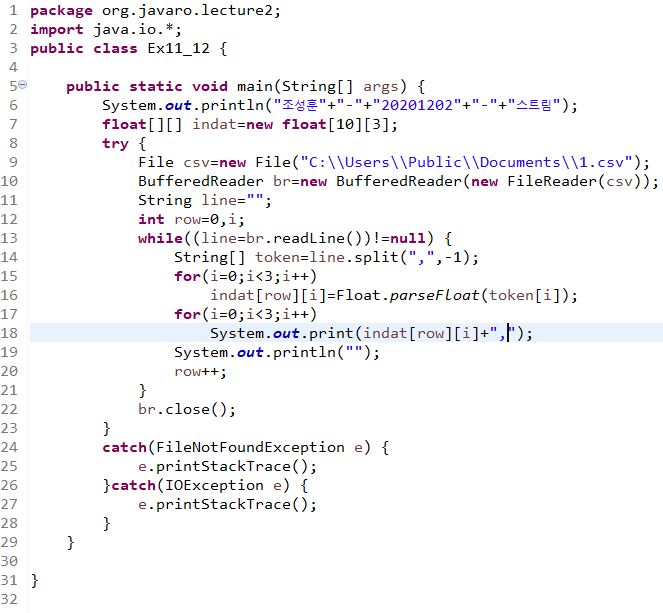 1 package org.javaro.lecture2;
2 import java.io.*;
3 public class Ex11_12 {
4
5 public static void main(String[] args) {
6 System.out.println("조성훈"+"-"+"20201202"+"-"+"스트림");
7 float[][] indat=new float[10][3];
8 try {
9 File csv=new File("C:\\Users\\Public\\Documents\\1.csv");
10 BufferedReader br=new BufferedReader(new FileReader(csv));
11 String line="";
12 int row=0,i;
13 while((line=br.readLine())!=null) {
14 String[] token=line.split(",",-1);
15 for(i=0;i<3;i++)
16 indat[row][i]=Float.parseFloat(token[i]);
17 for(i=0;i<3;i++)
18 System.out.print(indat[row][i]+",");
19 System.out.println("");
20 row++;
21 }
22 br.close();
23 }
24 catch(FileNotFoundException e) {
25 e.printStackTrace();
26 }catch(IOException e) {
27 e.printStackTrace();
28 }
29 }
30
31 }
32